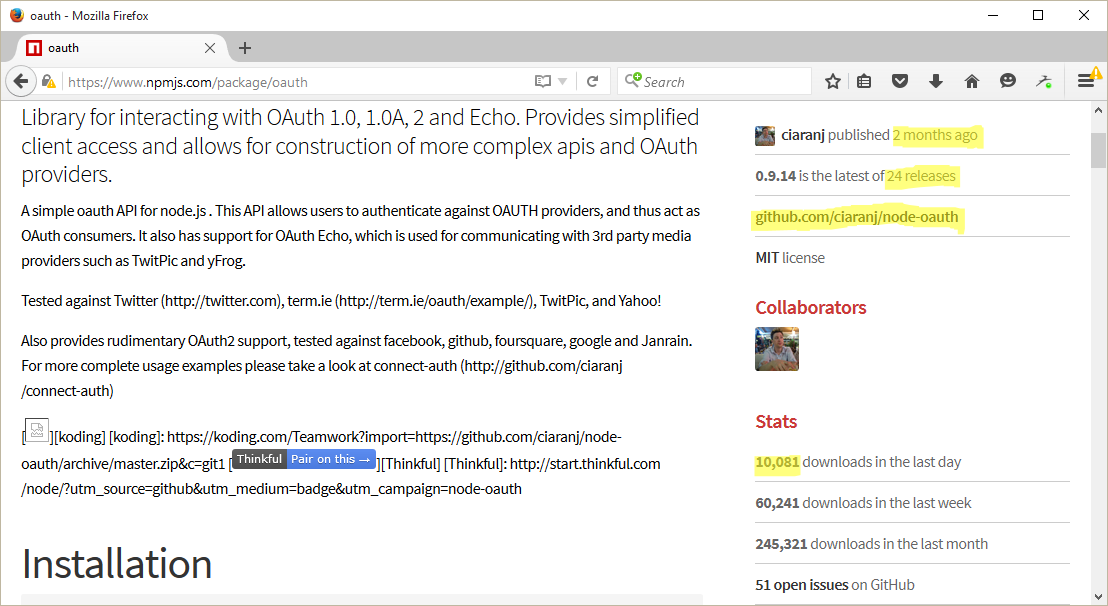 oauth - Mozilla Firefox
oauth
https://www.npmjs.com/package/oauth
Search
Library for interacting with OAuth 1.0, 1.0A, 2 and Echo. Provides simplified
client access and allows for construction of more complex apis and OAuth
providers.
A simple oauth API for node.js . This API allows users to authenticate against OAUTH providers, and thus act as
OAuth consumers. It also has support for OAuth Echo, which is used for communicating with 3rd party media
providers such as TwitPic and yFrog.
Tested against Twitter (http://twitter.com), term.ie (http://term.ie/oauth/example/), TwitPic, and Yahoo!
Also provides rudimentary OAuth2 support, tested against facebook, github, foursquare, google and Janrain.
For more complete usage examples please take a look at connect-auth (http://github.com/ciaranj
/connect-auth)
[][koding] [koding]: https://koding.com/Teamwork?import=https://github.com/ciaranj/node-
oauth/archive/master.zip&c=git1 [Thinkful Pair on this →][Thinkful] [Thinkful]: http://start.thinkful.com
/node/?utm_source=github&utm_medium=badge&utm_campaign=node-oauth
Installation
ciaranj published 2 months ago
0.9.14 is the latest of 24 releases
github.com/ciaranj/node-oauth
MIT license
Collaborators
Stats
10,081 downloads in the last day
60,241 downloads in the last week
245,321 downloads in the last month
51 open issues on GitHub